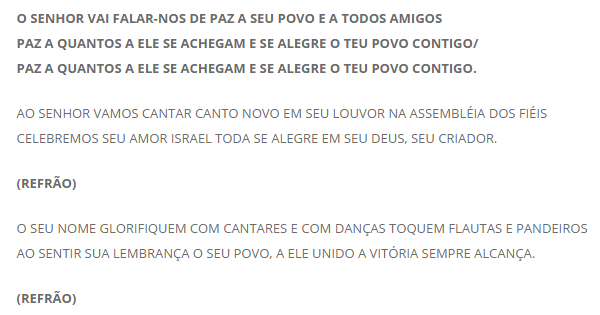 O SENHOR VAI FALAR-NOS DE PAZ A SEU POVO E A TODOS AMIGOS
PAZ A QUANTOS A ELE SE ACHEGAM E SE ALEGRE O TEU POVO CONTIGO/
PAZ A QUANTOS A ELE SE ACHEGAM E SE ALEGRE O TEU POVO CONTIGO.
AO SENHOR VAMOS CANTAR CANTO NOVO EM SEU LOUVOR NA ASSEMBLÉIA DOS FIÉIS
CELEBREMOS SEU AMOR ISRAEL TODA SE ALEGRE EM SEU DEUS, SEU CRIADOR.
(REFRÃO)
O SEU NOME GLORIFIQUEM COM CANTARES E COM DANÇAS TOQUEM FLAUTAS E PANDEIROS
AO SENTIR SUA LEMBRANÇA O SEU POVO, A ELE UNIDO A VITÓRIA SEMPRE ALCANÇA.
(REFRÃO)